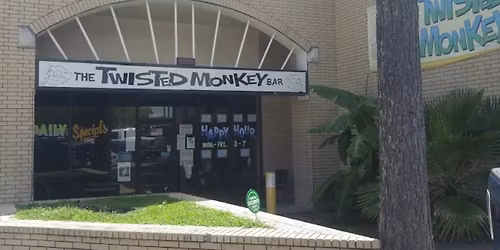 THE TWISTED MONKEY BAR
TWISTED
MONKEY
DAILY Specials
HAPPY HOUR
MON-FRI. 3-7